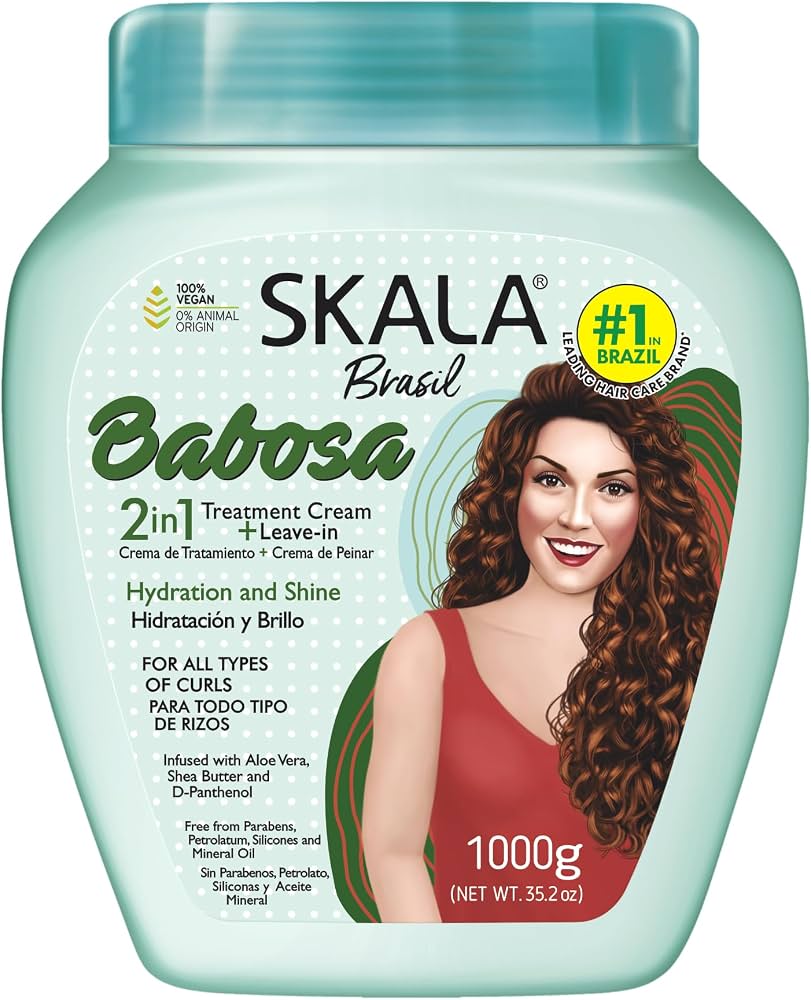 100%
VEGAN
0% ANIMAL
ORIGIN
SKALA®
Brasil
#1 IN
BRAZIL
LEADING HAIR CARE BRAND*
Babosa
2in1 Treatment Cream
+Leave-in
Crema de Tratamiento + Crema de Peinar
Hydration and Shine
Hidratación y Brillo
FOR ALL TYPES
OF CURLS
PARA TODO TIPO
DE RIZOS
Infused with Aloe Vera,
Shea Butter and
D-Panthenol
Free from Parabens,
Petrolatum, Silicones and
Mineral Oil
Sin Parabenos, Petrolato,
Siliconas y Aceite
Mineral
1000g
(NET WT. 35.2 oz)